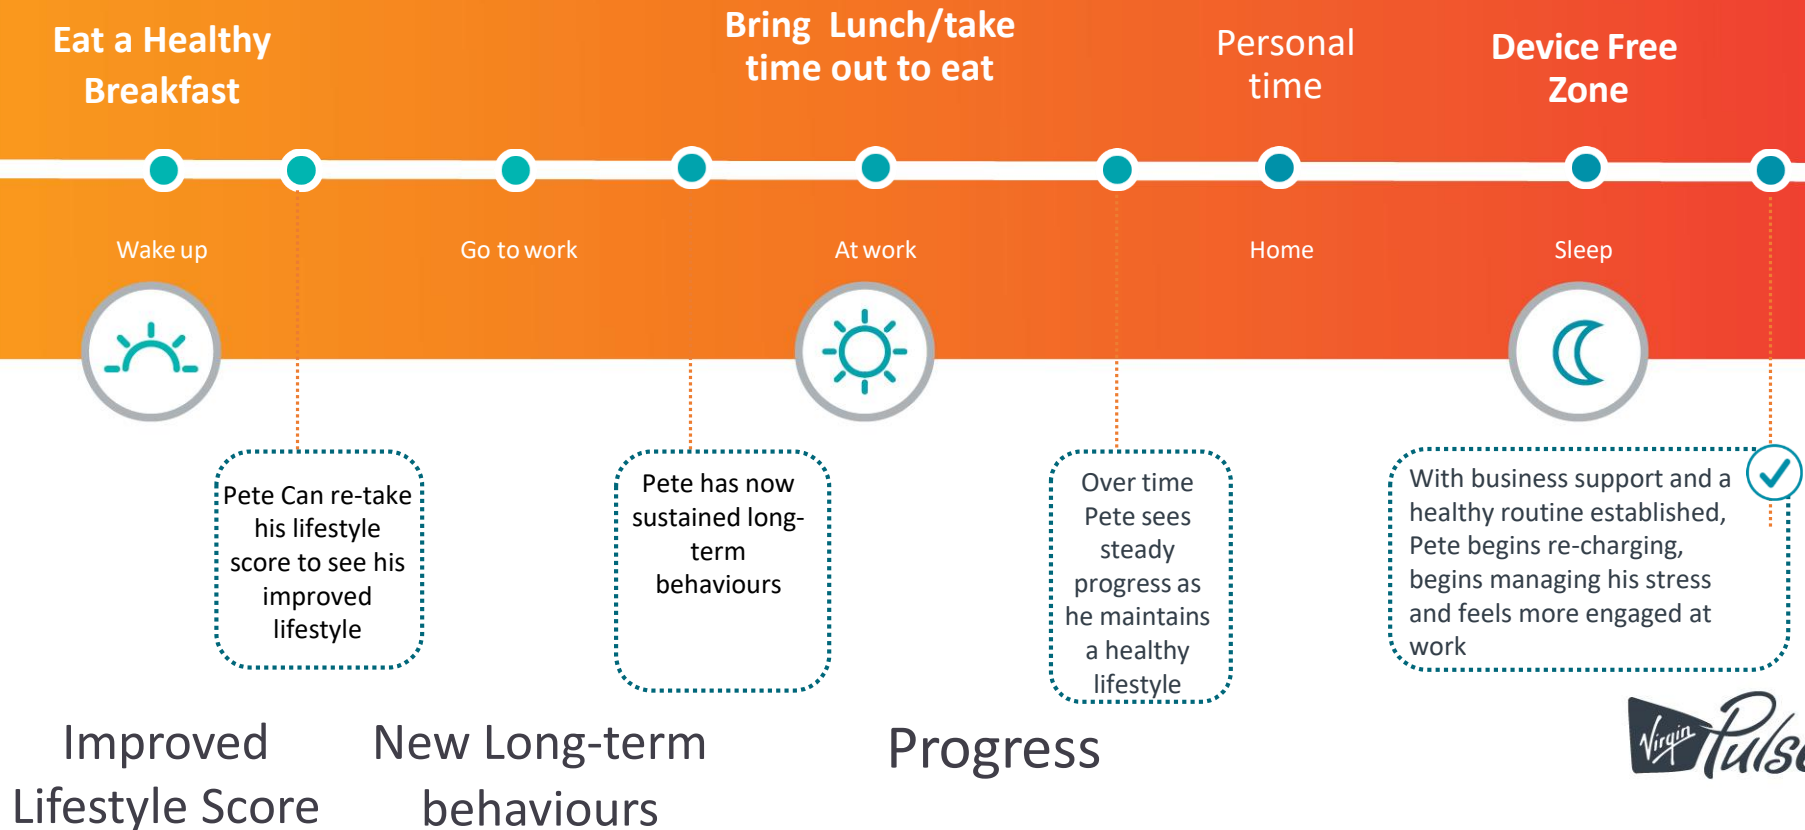 Eat a Healthy
Breakfast
Bring Lunch/take
time out to eat
Personal
time
Device Free
Zone
Wake up
Go to work
At work
Home
Sleep
Pete Can re-take
his lifestyle
score to see his
improved
lifestyle
Pete has now
sustained long-
term
behaviours
Over time
Pete sees
steady
progress as
he maintains
a healthy
lifestyle
With business support and a
healthy routine established,
Pete begins re-charging,
begins managing his stress
and feels more engaged at
work
Improved
Lifestyle Score
New Long-term
behaviours
Progress
Virgin Pulse